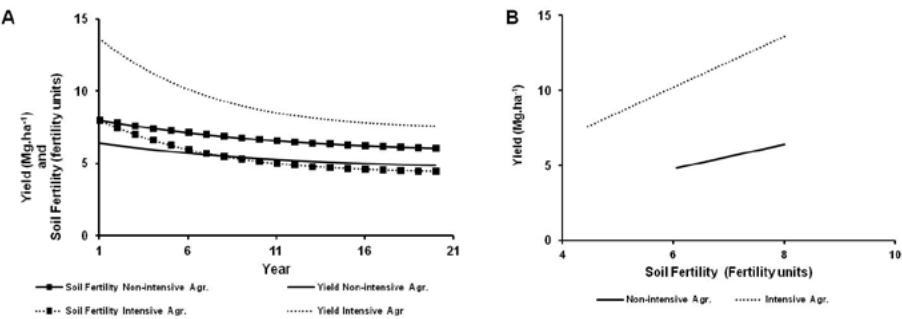 A
15
10
5
0
1
6
11
16
21
Yield (Mg.ha⁻¹)
and
Soil Fertility (fertility units)
Year
Soil Fertility Non-intensive Agr.
Yield Non-intensive Agr.
Soil Fertility Intensive Agr.
Yield Intensive Agr
B
15
10
5
0
4
6
8
10
Yield (Mg.ha⁻¹)
Soil Fertility (Fertility units)
Non-intensive Agr.
Intensive Agr.